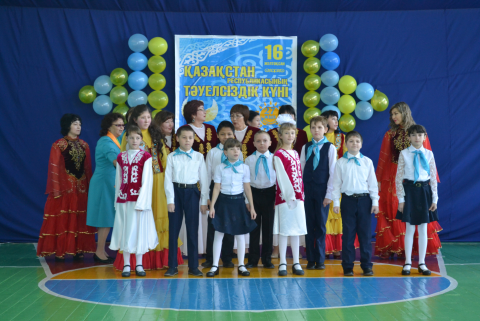 16
ҚАЗАҚСТАН
РЕСПУБЛИКАСЫНЫҢ
ТӘУЕЛСІЗДІК КҮНІ